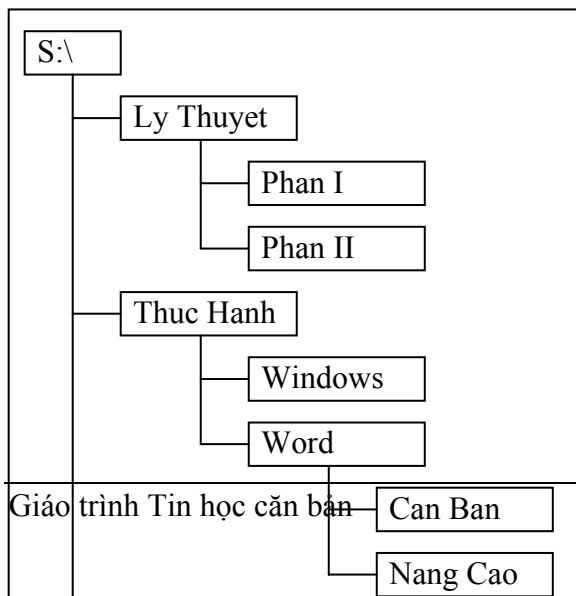 S:\
Ly Thuyet
Phan I
Phan II
Thuc Hanh
Windows
Word
Giáo trình Tin học căn bản
Can Ban
Nang Cao